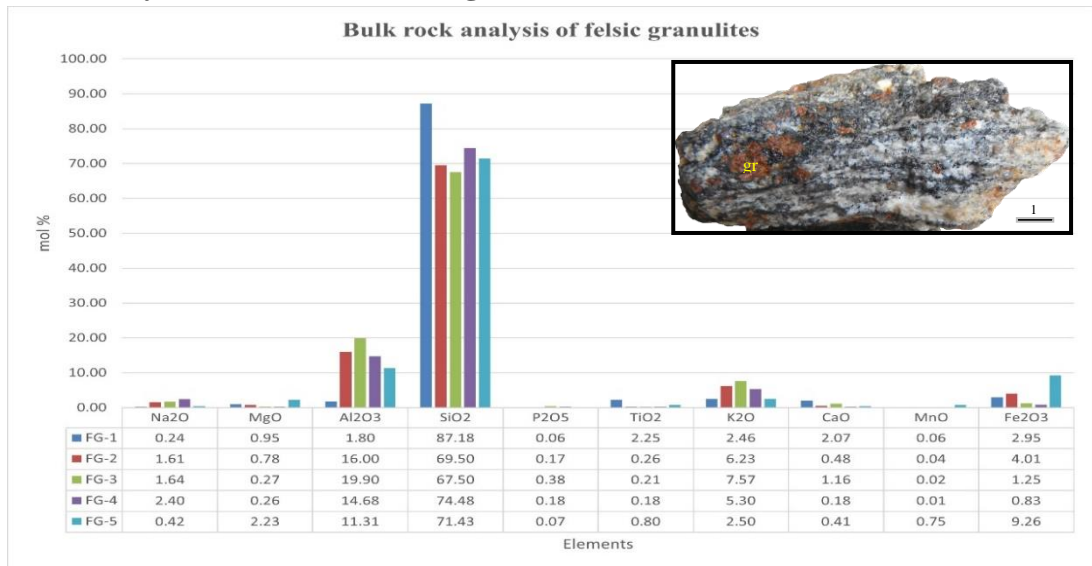 Bulk rock analysis of felsic granulites
100.00
90.00
80.00
70.00
60.00
50.00
40.00
30.00
20.00
10.00
0.00
mol %
gr
1
Na2O MgO Al2O3 SiO2 P2O5 TiO2 K2O CaO MnO Fe2O3
FG-1 0.24 0.95 1.80 87.18 0.06 2.25 2.46 2.07 0.06 2.95
FG-2 1.61 0.78 16.00 69.50 0.17 0.26 6.23 0.48 0.04 4.01
FG-3 1.64 0.27 19.90 67.50 0.38 0.21 7.57 1.16 0.02 1.25
FG-4 2.40 0.26 14.68 74.48 0.18 0.18 5.30 0.18 0.01 0.83
FG-5 0.42 2.23 11.31 71.43 0.07 0.80 2.50 0.41 0.75 9.26
Elements